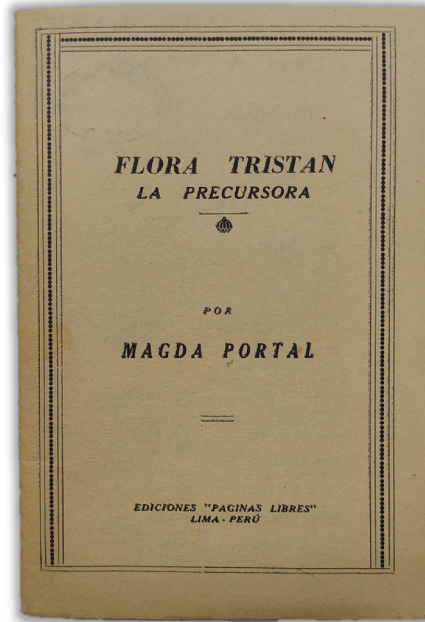 FLORA TRISTAN
LA PRECURSORA
POR
MAGDA PORTAL
EDICIONES "PAGINAS LIBRES"
LIMA - PERÚ